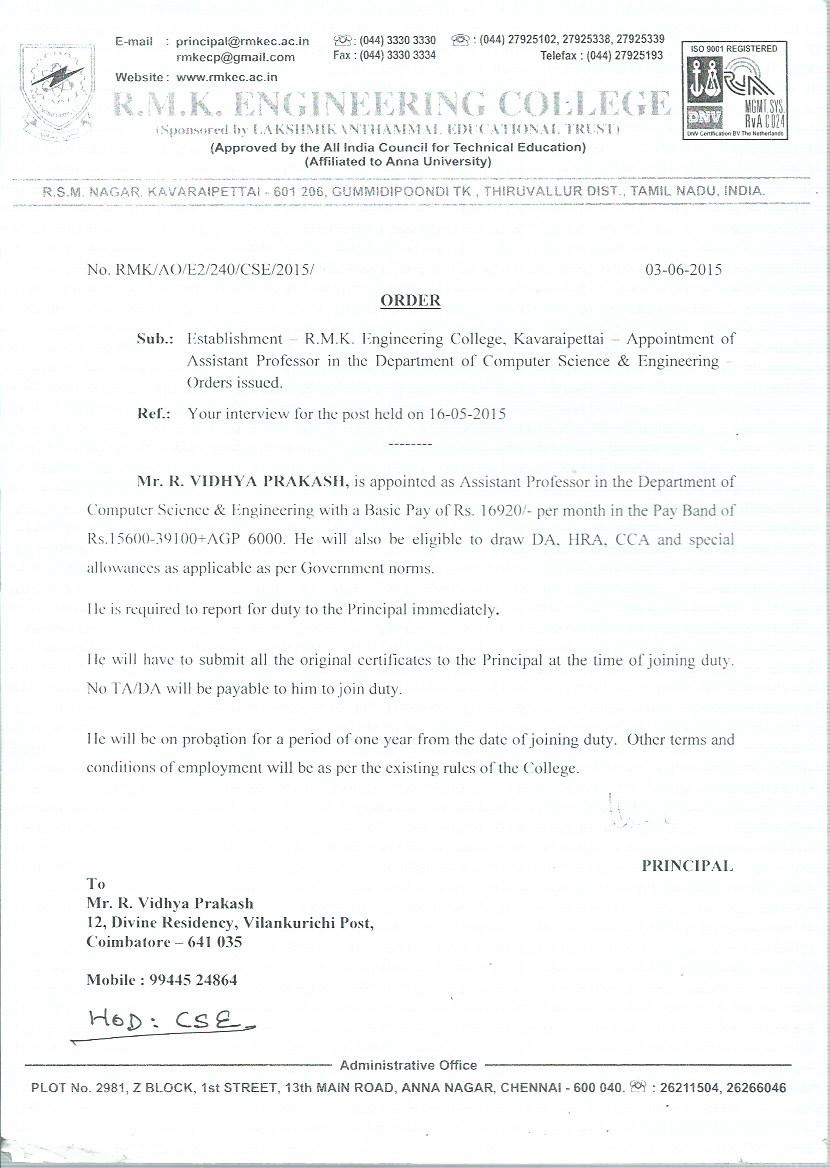 E-mail : principal@rmkec.ac.in ☏: (044) 3330 3330 ☏ : (044) 27925102, 27925338, 27925339
rmkecp@gmail.com Fax : (044) 3330 3334 Telefax : (044) 27925193
Website : www.rmkec.ac.in
ISO 9001 REGISTERED
DNV
RvA
MGMT. SYS.
RvA C 024
DNV Certification BV The Netherlands
R.M.K. ENGINEERING COLLEGE
(Sponsored by LAKSHMIKANTHAMMAL EDUCATIONAL TRUST)
(Approved by the All India Council for Technical Education)
(Affiliated to Anna University)
R.S.M. NAGAR, KAVARAIPETTAI - 601 206, GUMMIDIPOONDI TK , THIRUVALLUR DIST., TAMIL NADU, INDIA.
No. RMK/AO/E2/240/CSE/2015/ 03-06-2015
ORDER
Sub.: Establishment – R.M.K. Engineering College, Kavaraipettai – Appointment of
Assistant Professor in the Department of Computer Science & Engineering –
Orders issued.
Ref.: Your interview for the post held on 16-05-2015
--------
Mr. R. VIDHYA PRAKASH, is appointed as Assistant Professor in the Department of
Computer Science & Engineering with a Basic Pay of Rs. 16920/- per month in the Pay Band of
Rs.15600-39100+AGP 6000. He will also be eligible to draw DA, HRA, CCA and special
allowances as applicable as per Government norms.
He is required to report for duty to the Principal immediately.
He will have to submit all the original certificates to the Principal at the time of joining duty.
No TA/DA will be payable to him to join duty.
He will be on probation for a period of one year from the date of joining duty. Other terms and
conditions of employment will be as per the existing rules of the College.
PRINCIPAL
To
Mr. R. Vidhya Prakash
12, Divine Residency, Vilankurichi Post,
Coimbatore – 641 035
Mobile : 99445 24864
HOD: CSE
Administrative Office
PLOT No. 2981, Z BLOCK, 1st STREET, 13th MAIN ROAD, ANNA NAGAR, CHENNAI - 600 040. ☏ : 26211504, 26266046